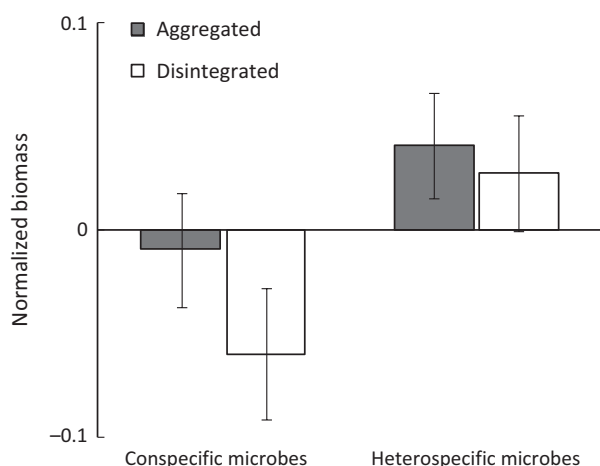 0.1
Aggregated
Disintegrated
Normalized biomass
0
–0.1
Conspecific microbes Heterospecific microbes